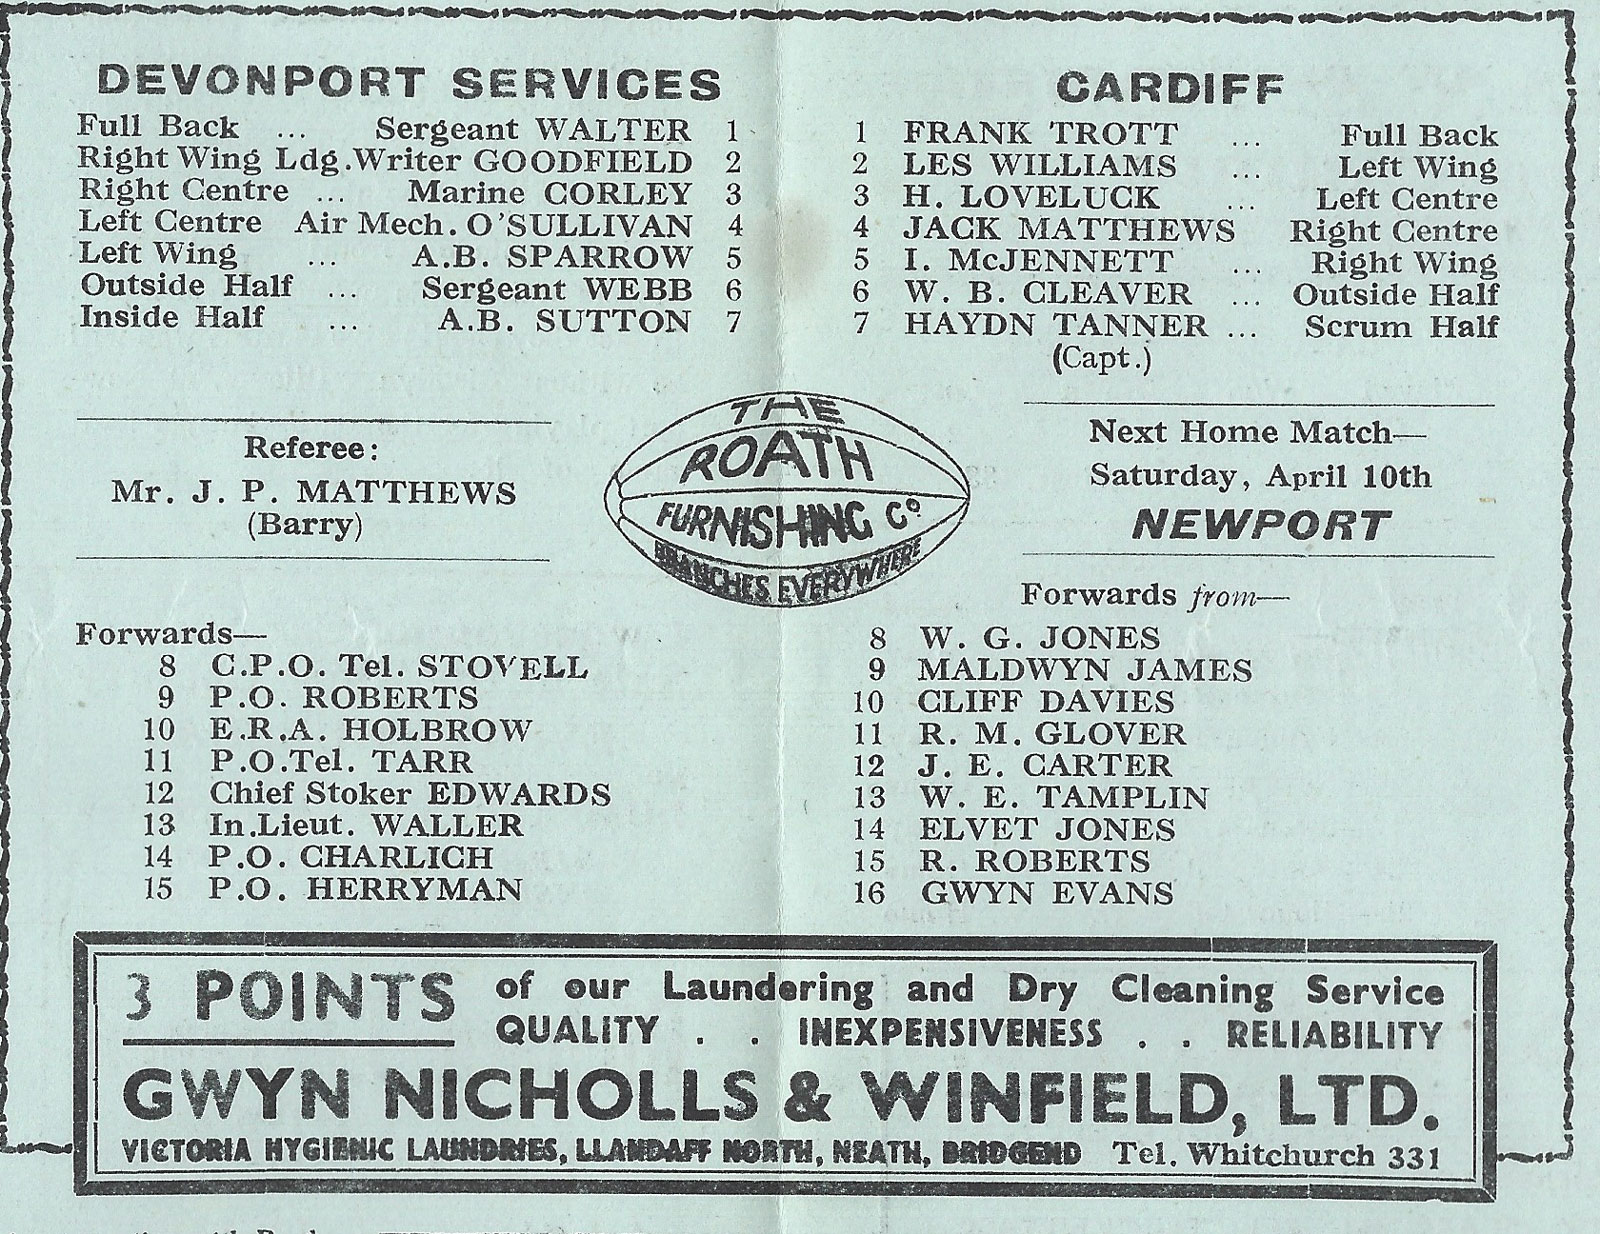 DEVONPORT SERVICES
Full Back ... Sergeant WALTER 1
Right Wing Ldg.Writer GOODFIELD 2
Right Centre ... Marine CORLEY 3
Left Centre Air Mech. O'SULLIVAN 4
Left Wing ... A.B. SPARROW 5
Outside Half ... Sergeant WEBB 6
Inside Half ... A.B. SUTTON 7
CARDIFF
1 FRANK TROTT ... Full Back
2 LES WILLIAMS ... Left Wing
3 H. LOVELUCK ... Left Centre
4 JACK MATTHEWS Right Centre
5 I. McJENNETT ... Right Wing
6 W. B. CLEAVER ... Outside Half
7 HAYDN TANNER ... Scrum Half
(Capt.)
Referee:
Mr. J. P. MATTHEWS
(Barry)
THE
ROATH
FURNISHING Co.
BRANCHES EVERYWHERE
Next Home Match—
Saturday, April 10th
NEWPORT
Forwards—
8 C.P.O. Tel. STOVELL
9 P.O. ROBERTS
10 E.R.A. HOLBROW
11 P.O.Tel. TARR
12 Chief Stoker EDWARDS
13 In.Lieut. WALLER
14 P.O. CHARLICH
15 P.O. HERRYMAN
Forwards from—
8 W. G. JONES
9 MALDWYN JAMES
10 CLIFF DAVIES
11 R. M. GLOVER
12 J. E. CARTER
13 W. E. TAMPLIN
14 ELVET JONES
15 R. ROBERTS
16 GWYN EVANS
3 POINTS of our Laundering and Dry Cleaning Service
QUALITY . . INEXPENSIVENESS . . RELIABILITY
GWYN NICHOLLS & WINFIELD, LTD.
VICTORIA HYGIENIC LAUNDRIES, LLANDAFF NORTH, NEATH, BRIDGEND Tel. Whitchurch 331